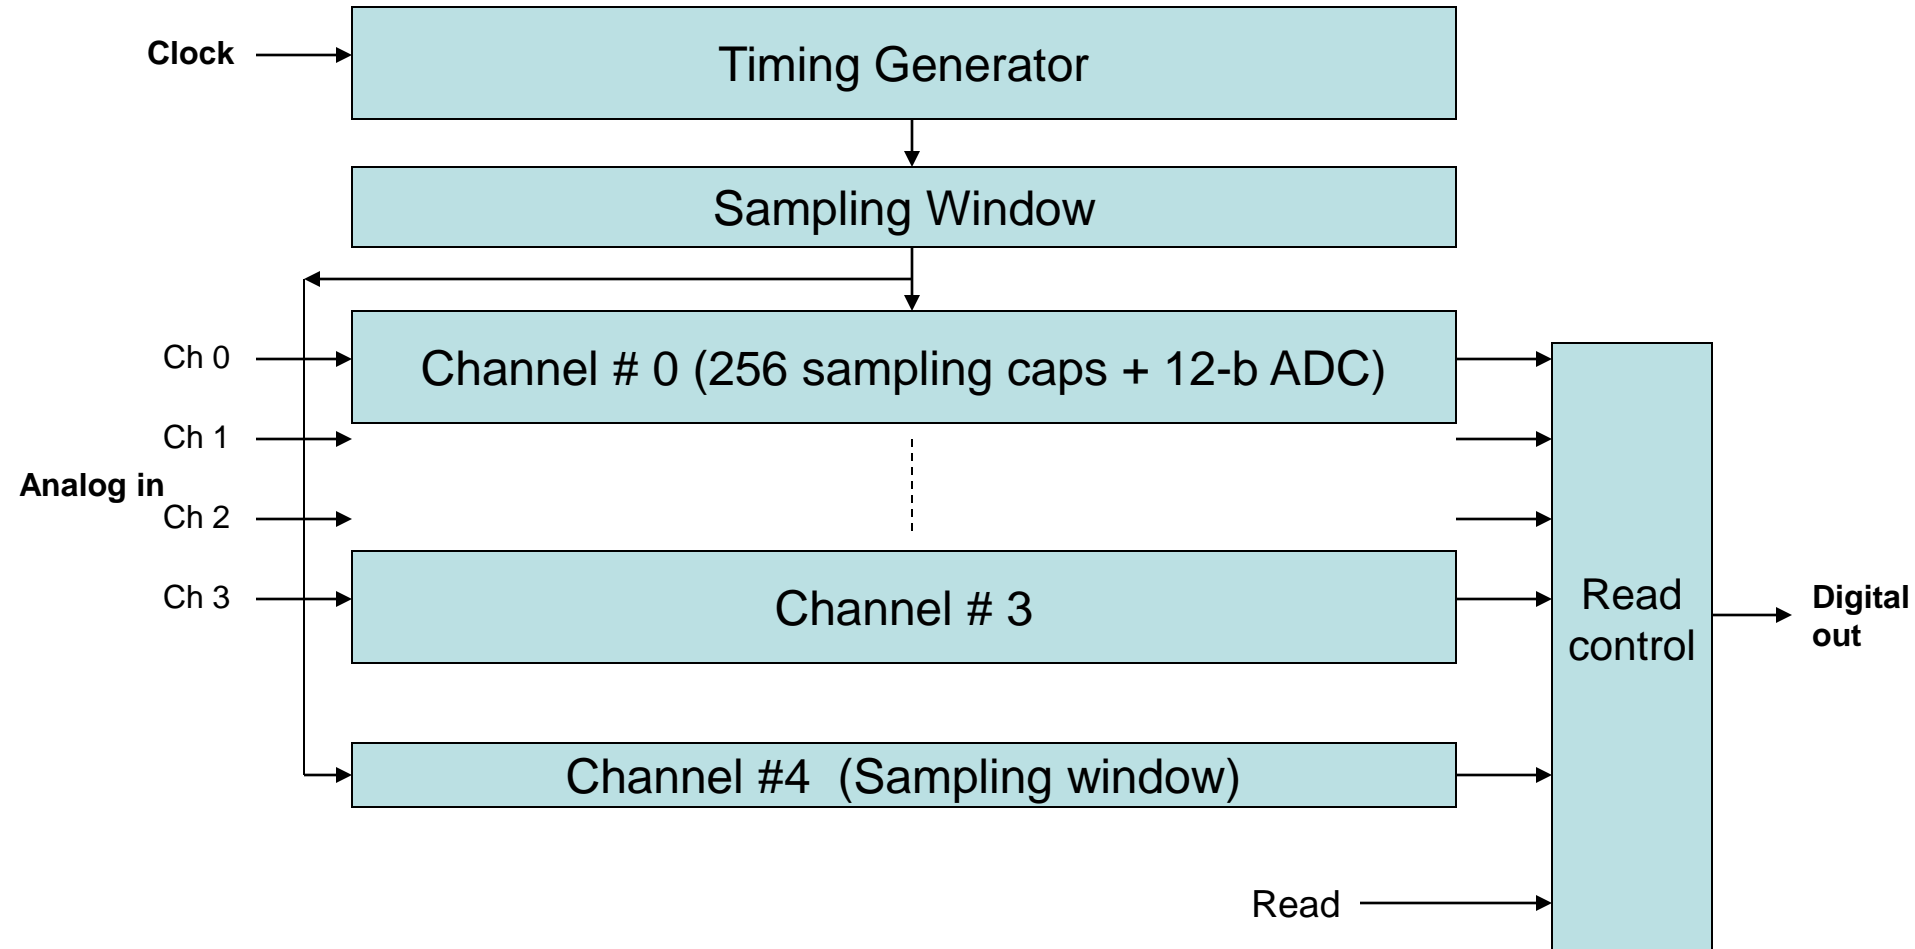 Clock
Timing Generator
Sampling Window
Ch 0
Channel # 0 (256 sampling caps + 12-b ADC)
Ch 1
Analog in
Ch 2
Ch 3
Channel # 3
Read
control
Digital
out
Channel #4 (Sampling window)
Read